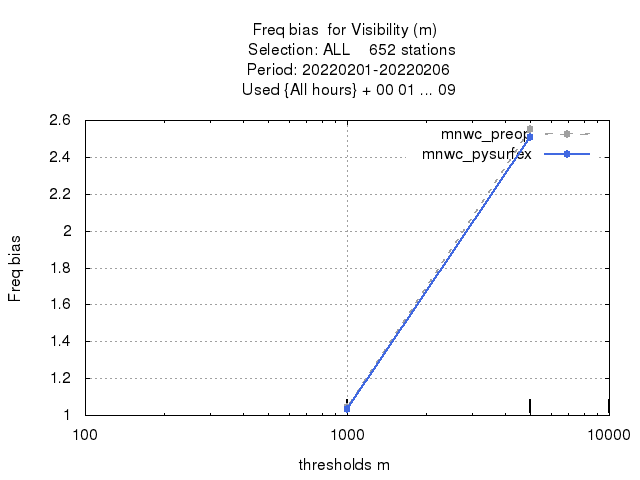 Freq bias  for Visibility (m)
Selection: ALL    652 stations
Period: 20220201-20220206
Used {All hours} + 00 01 ... 09
2.6
2.4
2.2
2
1.8
1.6
1.4
1.2
1
Freq bias
mnwc_preop
mnwc_pysurfex
100 1000 10000
thresholds m